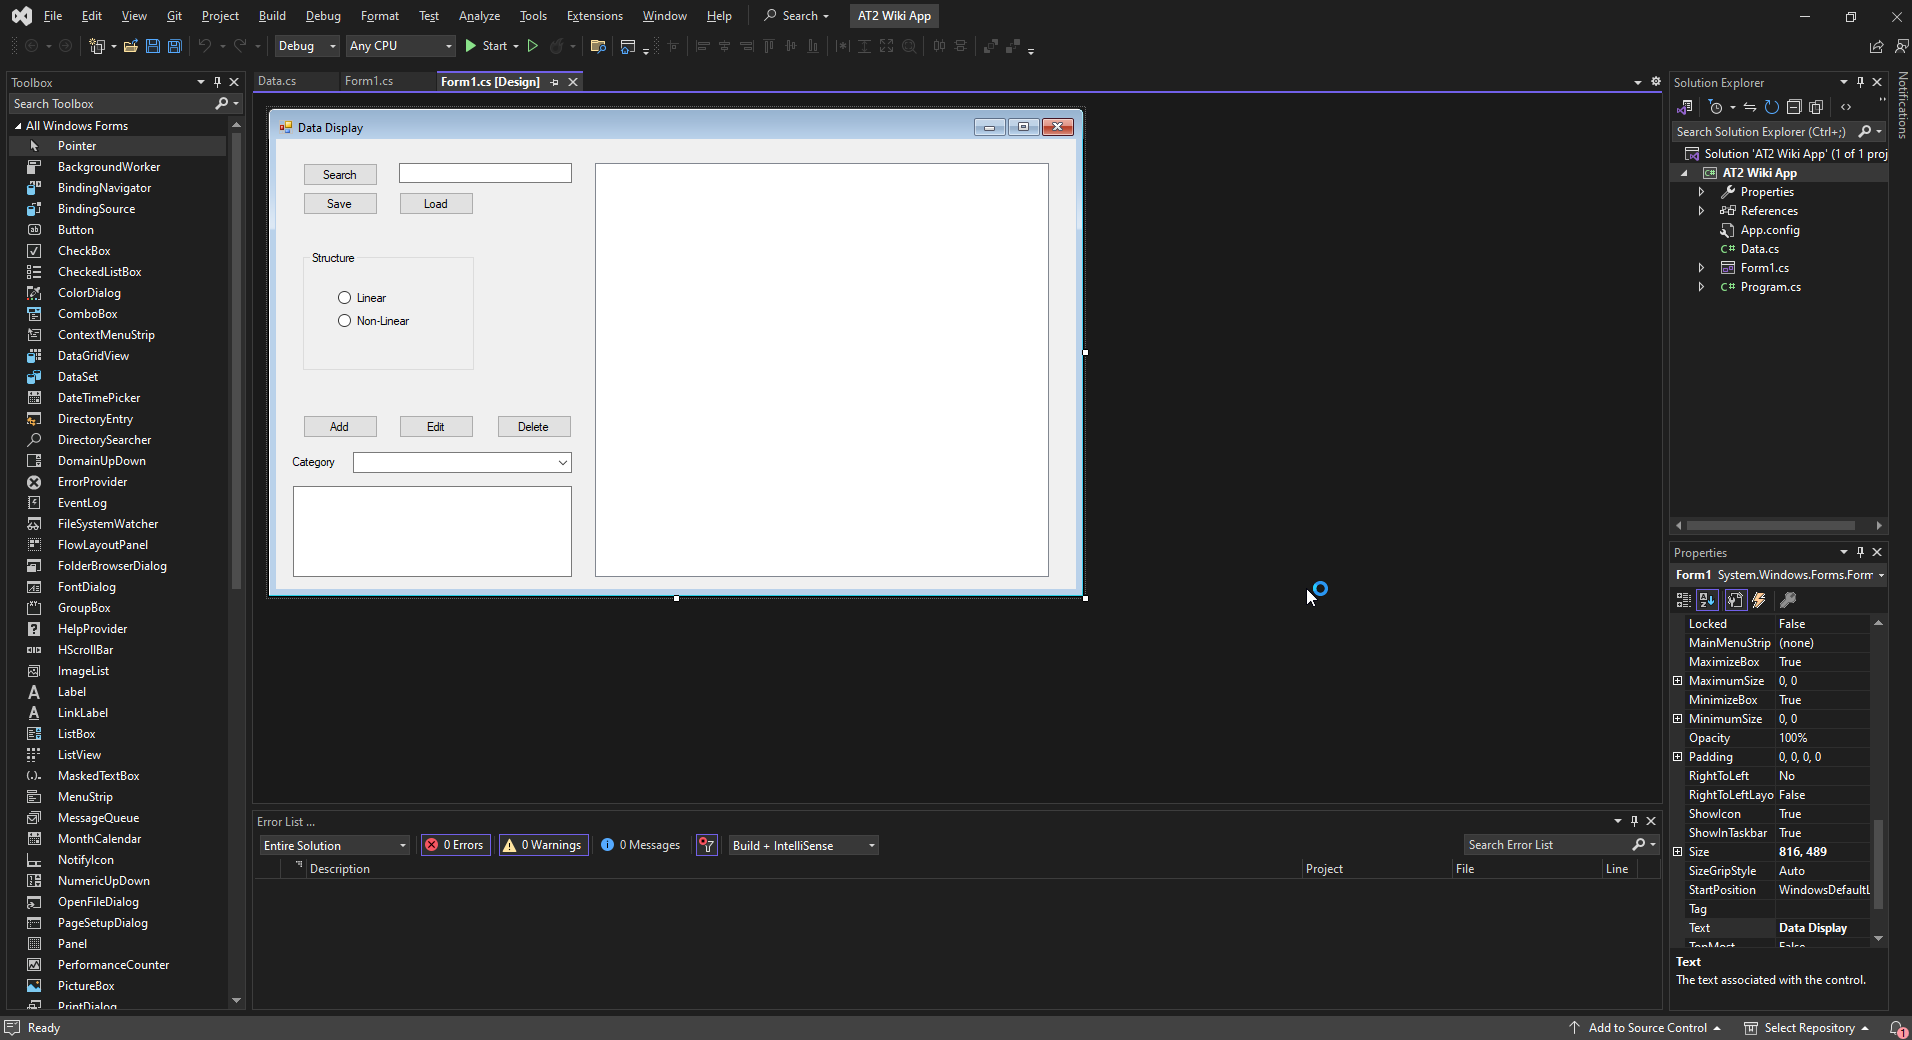 File Edit View Git Project Build Debug Format Test Analyze Tools Extensions Window Help Search AT2 Wiki App
Debug Any CPU Start
Toolbox
Search Toolbox
All Windows Forms
Pointer
BackgroundWorker
BindingNavigator
BindingSource
Button
CheckBox
CheckedListBox
ColorDialog
ComboBox
ContextMenuStrip
DataGridView
DataSet
DateTimePicker
DirectoryEntry
DirectorySearcher
DomainUpDown
ErrorProvider
EventLog
FileSystemWatcher
FlowLayoutPanel
FolderBrowserDialog
FontDialog
GroupBox
HelpProvider
HScrollBar
ImageList
Label
LinkLabel
ListBox
ListView
MaskedTextBox
MenuStrip
MessageQueue
MonthCalendar
NotifyIcon
NumericUpDown
OpenFileDialog
PageSetupDialog
Panel
PerformanceCounter
PictureBox
PrintDialog
Data.cs Form1.cs Form1.cs [Design]
Data Display
Search
Save Load
Structure
Linear
Non-Linear
Add Edit Delete
Category
Error List ...
Entire Solution 0 Errors 0 Warnings 0 Messages Build + IntelliSense Search Error List
Description Project File Line
Solution Explorer
Search Solution Explorer (Ctrl+;)
Solution 'AT2 Wiki App' (1 of 1 proj
AT2 Wiki App
Properties
References
App.config
C# Data.cs
Form1.cs
C# Program.cs
Properties
Form1 System.Windows.Forms.Form
Locked False
MainMenuStrip (none)
MaximizeBox True
MaximumSize 0, 0
MinimizeBox True
MinimumSize 0, 0
Opacity 100%
Padding 0, 0, 0, 0
RightToLeft No
RightToLeftLayo False
ShowIcon True
ShowInTaskbar True
Size 816, 489
SizeGripStyle Auto
StartPosition WindowsDefaultL
Tag
Text Data Display
TopMost False
Text
The text associated with the control.
Notifications
Ready Add to Source Control Select Repository 1